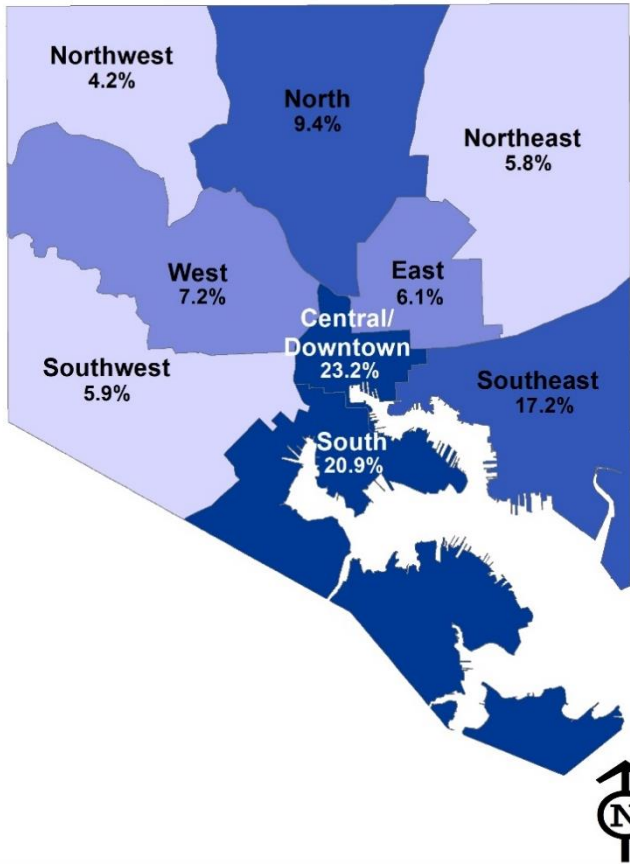 Northwest
4.2%
North
9.4%
Northeast
5.8%
West
7.2%
East
6.1%
Central/
Downtown
23.2%
Southwest
5.9%
Southeast
17.2%
South
20.9%
N